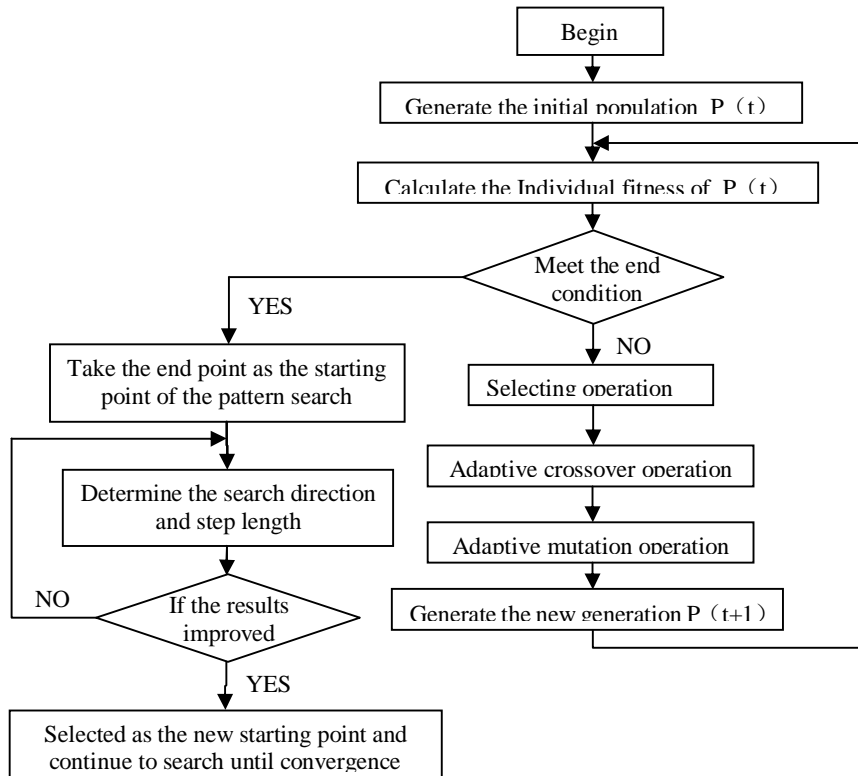 Begin
Generate the initial population P（t）
Calculate the Individual fitness of P（t）
Meet the end
condition
YES
NO
Take the end point as the starting
point of the pattern search
Selecting operation
Adaptive crossover operation
Determine the search direction
and step length
Adaptive mutation operation
NO
If the results
improved
Generate the new generation P（t+1）
YES
Selected as the new starting point and
continue to search until convergence